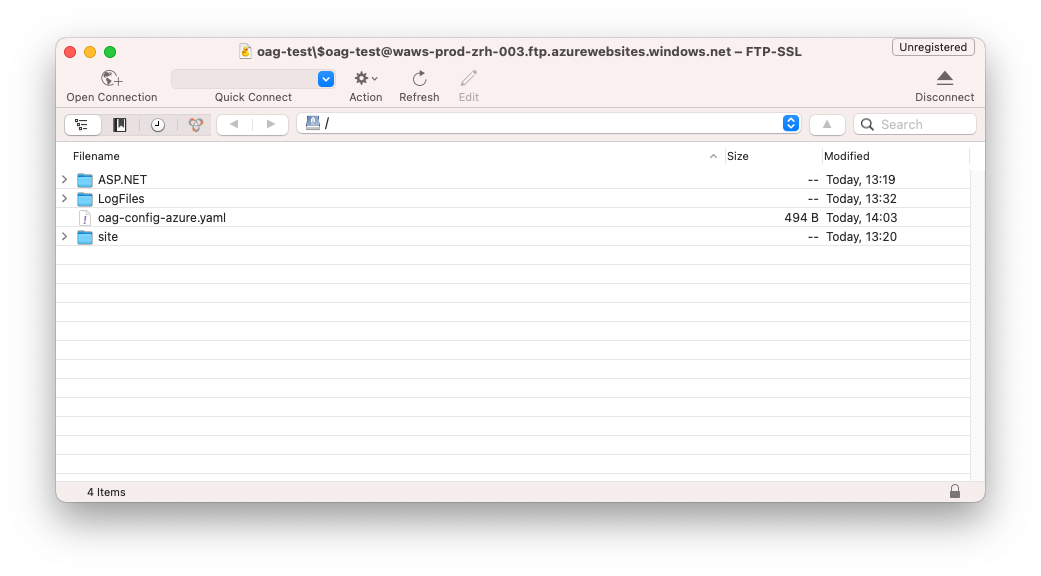 oag-test\$oag-test@waws-prod-zrh-003.ftp.azurewebsites.windows.net – FTP-SSL
Unregistered
Open Connection
Quick Connect
Action
Refresh
Edit
Disconnect
/
Search
Filename Size Modified
ASP.NET -- Today, 13:19
LogFiles -- Today, 13:32
oag-config-azure.yaml 494 B Today, 14:03
site -- Today, 13:20
4 Items